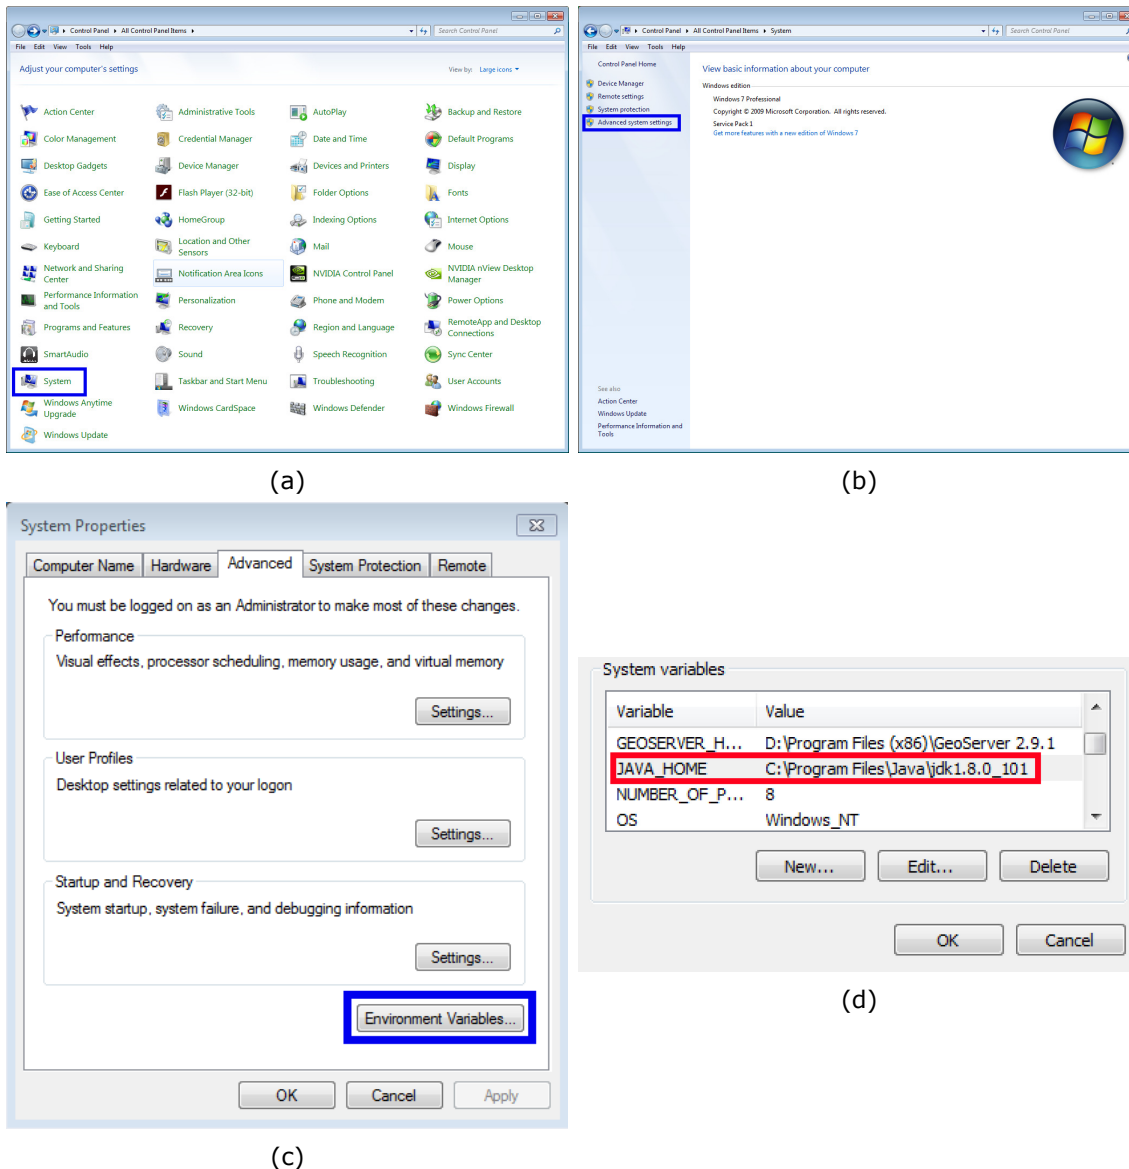 Control Panel ▸ All Control Panel Items ▸
Search Control Panel
File Edit View Tools Help
Adjust your computer's settings
View by: Large icons
Action Center
Administrative Tools
AutoPlay
Backup and Restore
Color Management
Credential Manager
Date and Time
Default Programs
Desktop Gadgets
Device Manager
Devices and Printers
Display
Ease of Access Center
Flash Player (32-bit)
Folder Options
Fonts
Getting Started
HomeGroup
Indexing Options
Internet Options
Keyboard
Location and Other
Sensors
Mail
Mouse
Network and Sharing
Center
Notification Area Icons
NVIDIA Control Panel
NVIDIA nView Desktop
Manager
Performance Information
and Tools
Personalization
Phone and Modem
Power Options
Programs and Features
Recovery
Region and Language
RemoteApp and Desktop
Connections
SmartAudio
Sound
Speech Recognition
Sync Center
System
Taskbar and Start Menu
Troubleshooting
User Accounts
Windows Anytime
Upgrade
Windows CardSpace
Windows Defender
Windows Firewall
Windows Update
(a)
Control Panel ▸ All Control Panel Items ▸ System
Search Control Panel
File Edit View Tools Help
Control Panel Home
Device Manager
Remote settings
System protection
Advanced system settings
View basic information about your computer
Windows edition
Windows 7 Professional
Copyright © 2009 Microsoft Corporation. All rights reserved.
Service Pack 1
Get more features with a new edition of Windows 7
See also
Action Center
Windows Update
Performance Information and
Tools
(b)
System Properties
Computer Name Hardware Advanced System Protection Remote
You must be logged on as an Administrator to make most of these changes.
Performance
Visual effects, processor scheduling, memory usage, and virtual memory
Settings...
User Profiles
Desktop settings related to your logon
Settings...
Startup and Recovery
System startup, system failure, and debugging information
Settings...
Environment Variables...
OK Cancel Apply
(c)
System variables
Variable Value
GEOSERVER_H... D:\Program Files (x86)\GeoServer 2.9.1
JAVA_HOME C:\Program Files\Java\jdk1.8.0_101
NUMBER_OF_P... 8
OS Windows_NT
New... Edit... Delete
OK Cancel
(d)